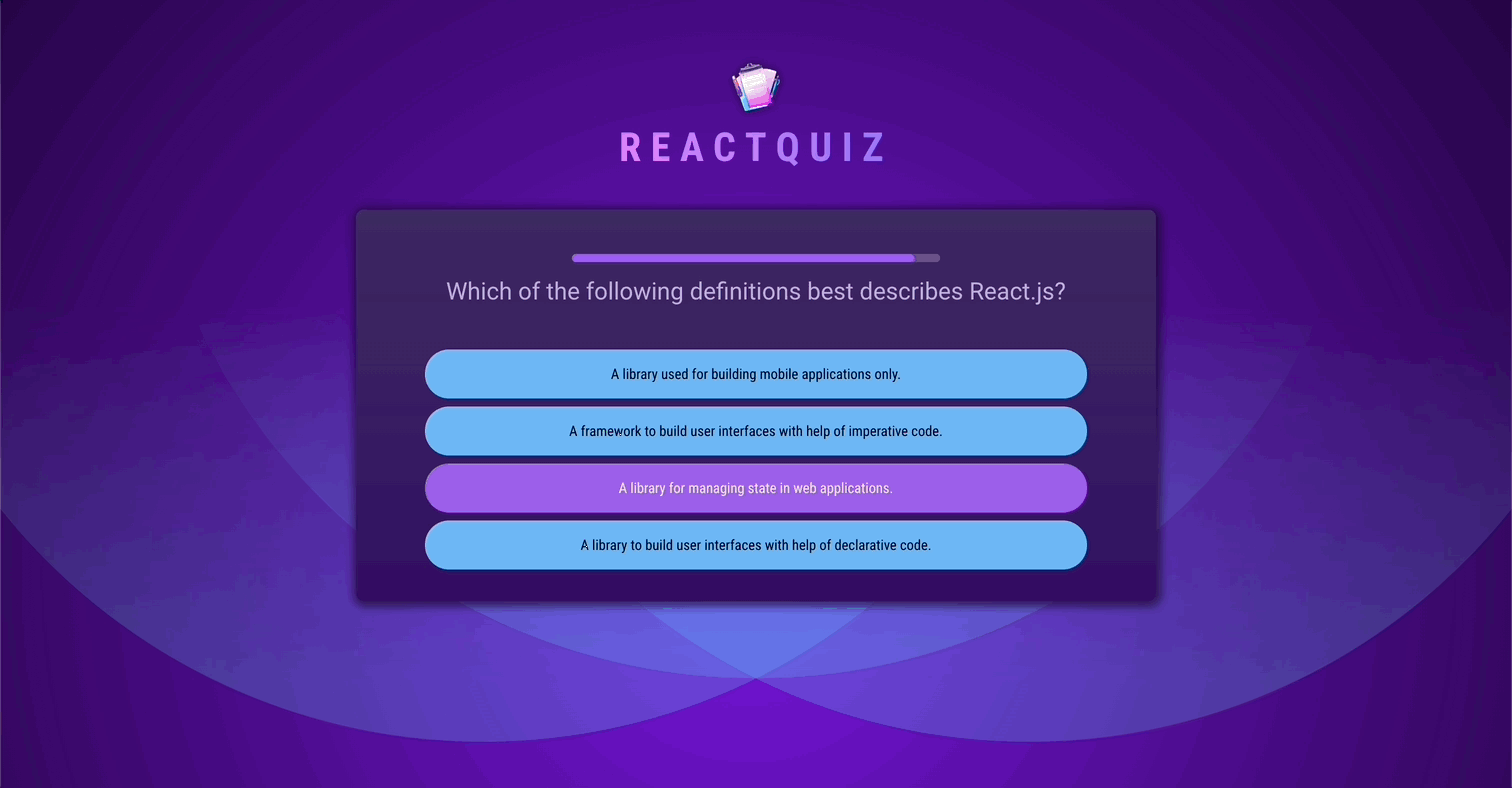 REACTQUIZ
Which of the following definitions best describes React.js?
A library used for building mobile applications only.
A framework to build user interfaces with help of imperative code.
A library for managing state in web applications.
A library to build user interfaces with help of declarative code.